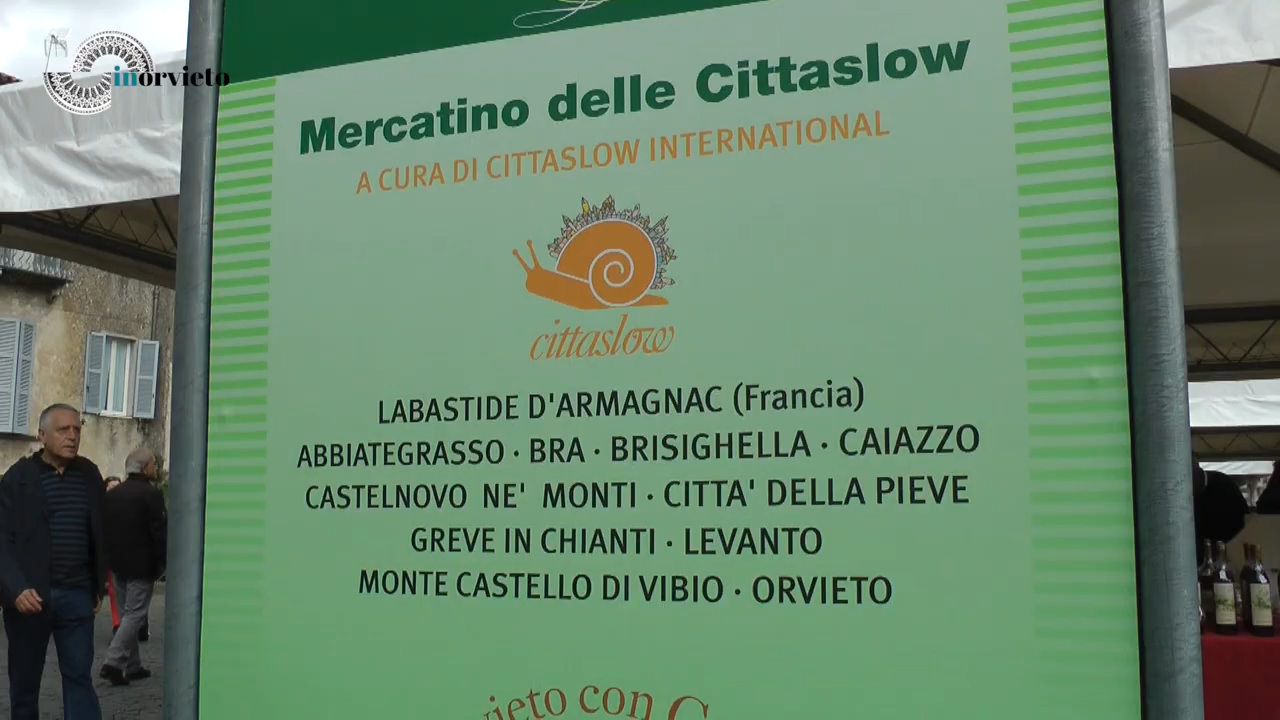 inorvieto
Mercatino delle Cittaslow
A CURA DI CITTASLOW INTERNATIONAL
cittaslow
LABASTIDE D'ARMAGNAC (Francia)
ABBIATEGRASSO · BRA · BRISIGHELLA · CAIAZZO
CASTELNOVO NE' MONTI · CITTA' DELLA PIEVE
GREVE IN CHIANTI · LEVANTO
MONTE CASTELLO DI VIBIO · ORVIETO
con